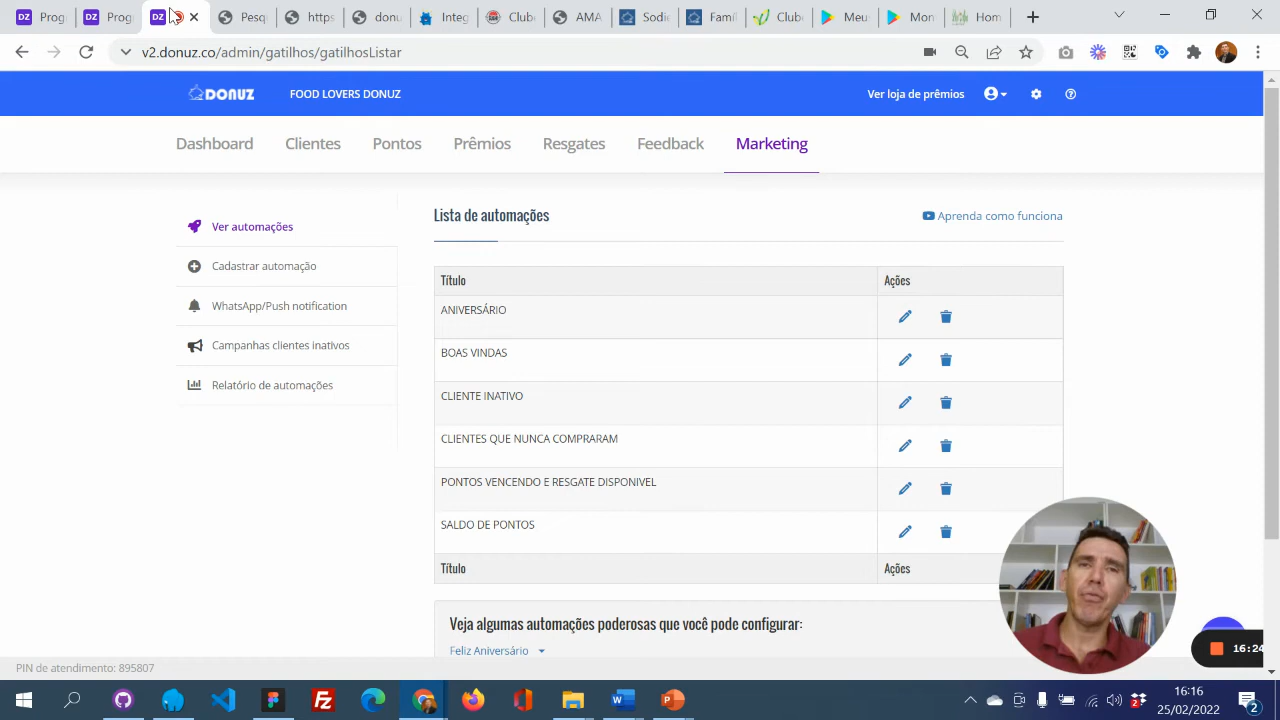 Prog
Prog
Pesq
https
donu
Integ
Clube
AMA
Sodi
Famíl
Clube
Meu
Mon
Hom
v2.donuz.co/admin/gatilhos/gatilhosListar
DONUZ
FOOD LOVERS DONUZ
Ver loja de prêmios
Dashboard
Clientes
Pontos
Prêmios
Resgates
Feedback
Marketing
Ver automações
Cadastrar automação
WhatsApp/Push notification
Campanhas clientes inativos
Relatório de automações
Lista de automações
Aprenda como funciona
Título
Ações
ANIVERSÁRIO
BOAS VINDAS
CLIENTE INATIVO
CLIENTES QUE NUNCA COMPRARAM
PONTOS VENCENDO E RESGATE DISPONIVEL
SALDO DE PONTOS
Título
Ações
Veja algumas automações poderosas que você pode configurar:
Feliz Aniversário
PIN de atendimento: 895807
16:24
16:16
25/02/2022